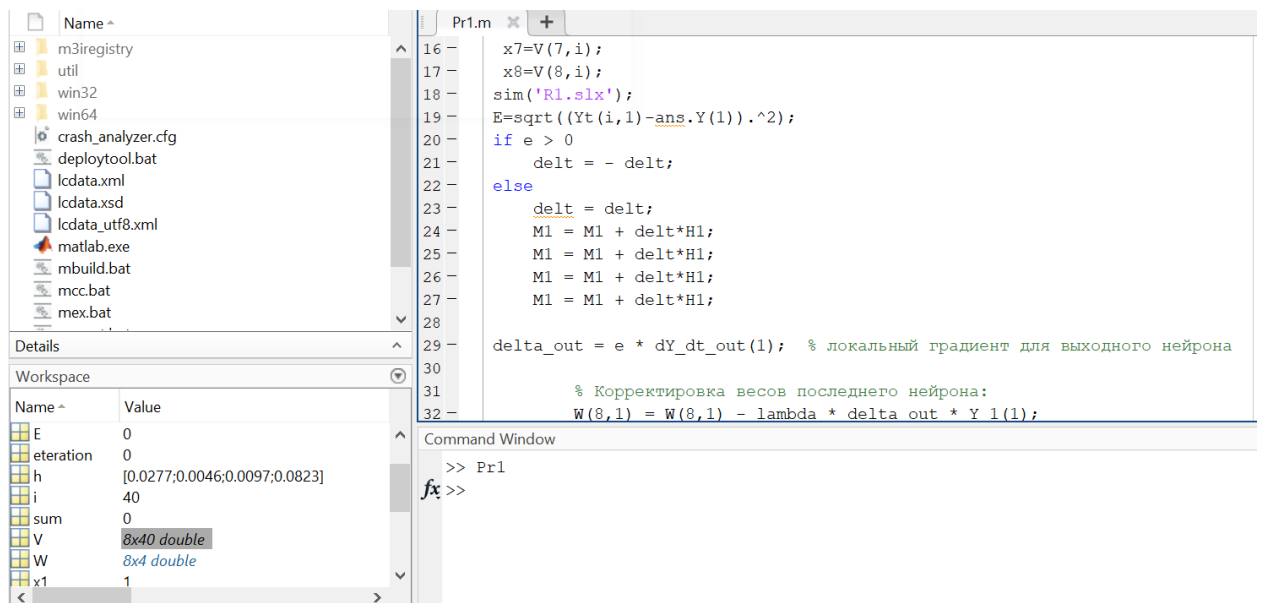 Name
m3iregistry
util
win32
win64
crash_analyzer.cfg
deploytool.bat
lcdata.xml
lcdata.xsd
lcdata_utf8.xml
matlab.exe
mbuild.bat
mcc.bat
mex.bat
Details
Workspace
Name Value
E 0
eteration 0
h [0.0277;0.0046;0.0097;0.0823]
i 40
sum 0
V 8x40 double
W 8x4 double
x1 1
Pr1.m
16 x7=V(7,i);
17 x8=V(8,i);
18 sim('R1.slx');
19 E=sqrt((Yt(i,1)-ans.Y(1)).^2);
20 if e > 0
21 delt = - delt;
22 else
23 delt = delt;
24 M1 = M1 + delt*H1;
25 M1 = M1 + delt*H1;
26 M1 = M1 + delt*H1;
27 M1 = M1 + delt*H1;
28
29 delta_out = e * dY_dt_out(1); % локальный градиент для выходного нейрона
30
31 % Корректировка весов последнего нейрона:
32 W(8,1) = W(8,1) - lambda * delta_out * Y_1(1);
Command Window
>> Pr1
fx >>